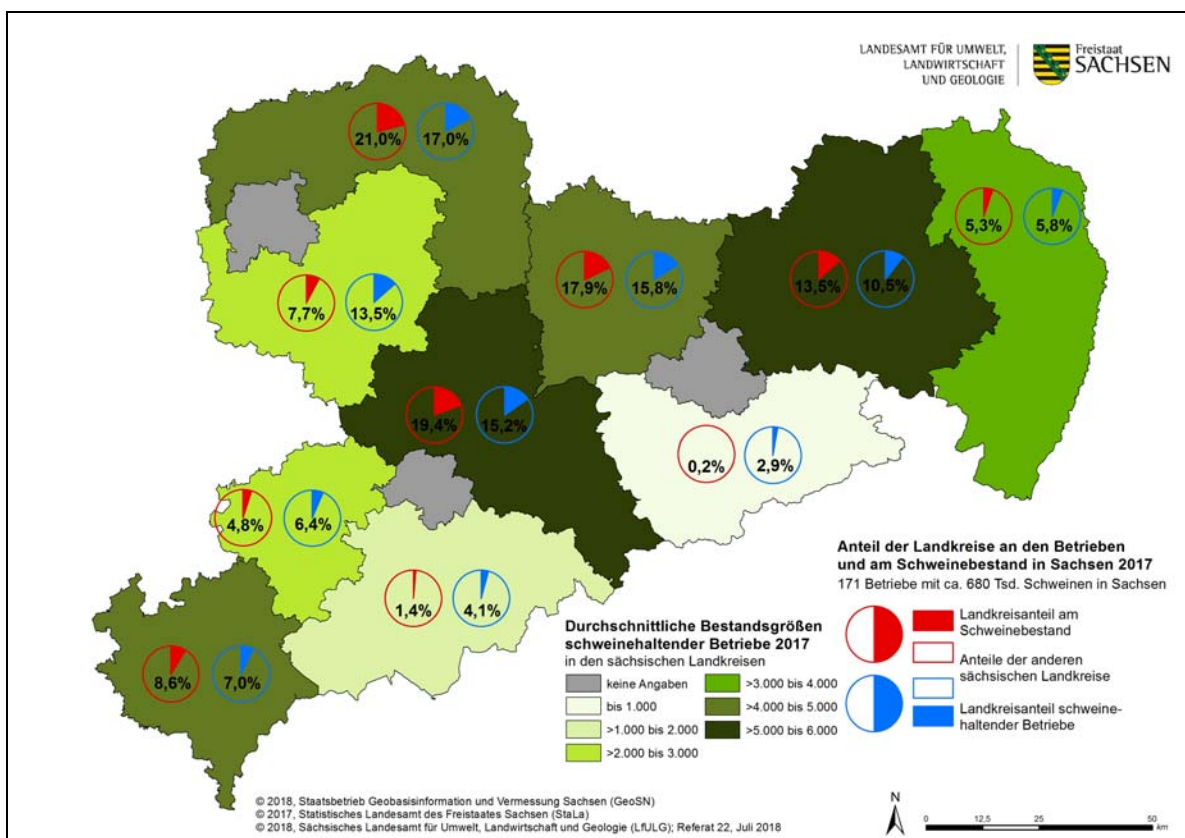 LANDESAMT FÜR UMWELT,
LANDWIRTSCHAFT
UND GEOLOGIE
Freistaat
SACHSEN
21,0% 17,0%
5,3% 5,8%
7,7% 13,5%
17,9% 15,8%
13,5% 10,5%
19,4% 15,2%
0,2% 2,9%
4,8% 6,4%
1,4% 4,1%
8,6% 7,0%
Durchschnittliche Bestandsgrößen
schweinehaltender Betriebe 2017
in den sächsischen Landkreisen
keine Angaben
bis 1.000
>1.000 bis 2.000
>2.000 bis 3.000
>3.000 bis 4.000
>4.000 bis 5.000
>5.000 bis 6.000
Anteil der Landkreise an den Betrieben
und am Schweinebestand in Sachsen 2017
171 Betriebe mit ca. 680 Tsd. Schweinen in Sachsen
Landkreisanteil am
Schweinebestand
Anteile der anderen
sächsischen Landkreise
Landkreisanteil schweine-
haltender Betriebe
© 2018, Staatsbetrieb Geobasisinformation und Vermessung Sachsen (GeoSN)
© 2017, Statistisches Landesamt des Freistaates Sachsen (StaLa)
© 2018, Sächsisches Landesamt für Umwelt, Landwirtschaft und Geologie (LfULG); Referat 22, Juli 2018
N
0 12,5 25 50
km